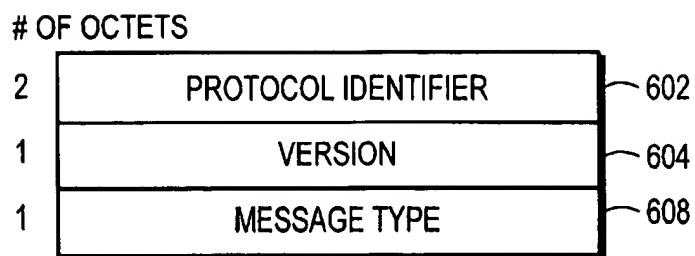 # OF OCTETS
2 PROTOCOL IDENTIFIER 602
1 VERSION 604
1 MESSAGE TYPE 608